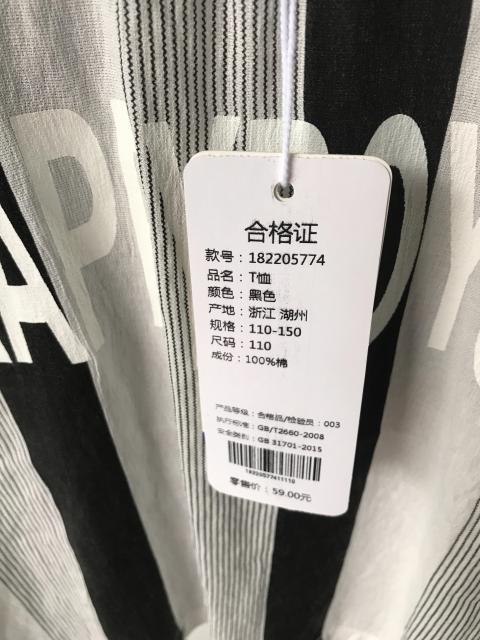 APWBOY
合格证
款号：182205774
品名：T恤
颜色：黑色
产地：浙江 湖州
规格：110-150
尺码：110
成份：100%棉
产品等级：合格品/检验员：003
执行标准：GB/T2660-2008
安全类别：GB 31701-2015
18220577411110
零售价：59.00元